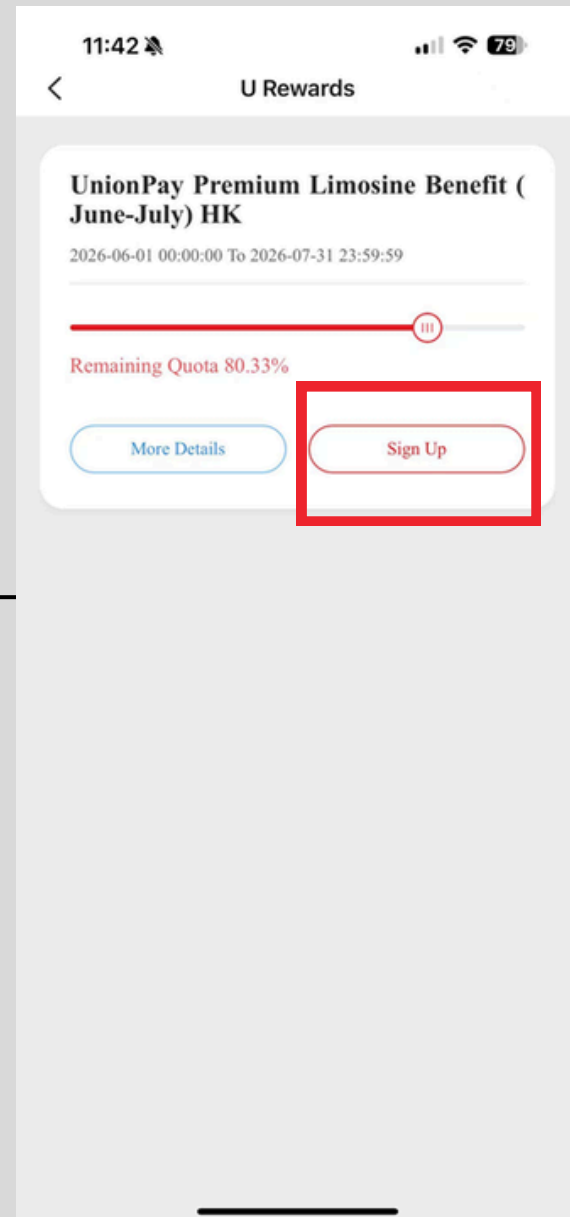 11:42
79
U Rewards
UnionPay Premium Limosine Benefit (
June-July) HK
2026-06-01 00:00:00 To 2026-07-31 23:59:59
Remaining Quota 80.33%
More Details
Sign Up